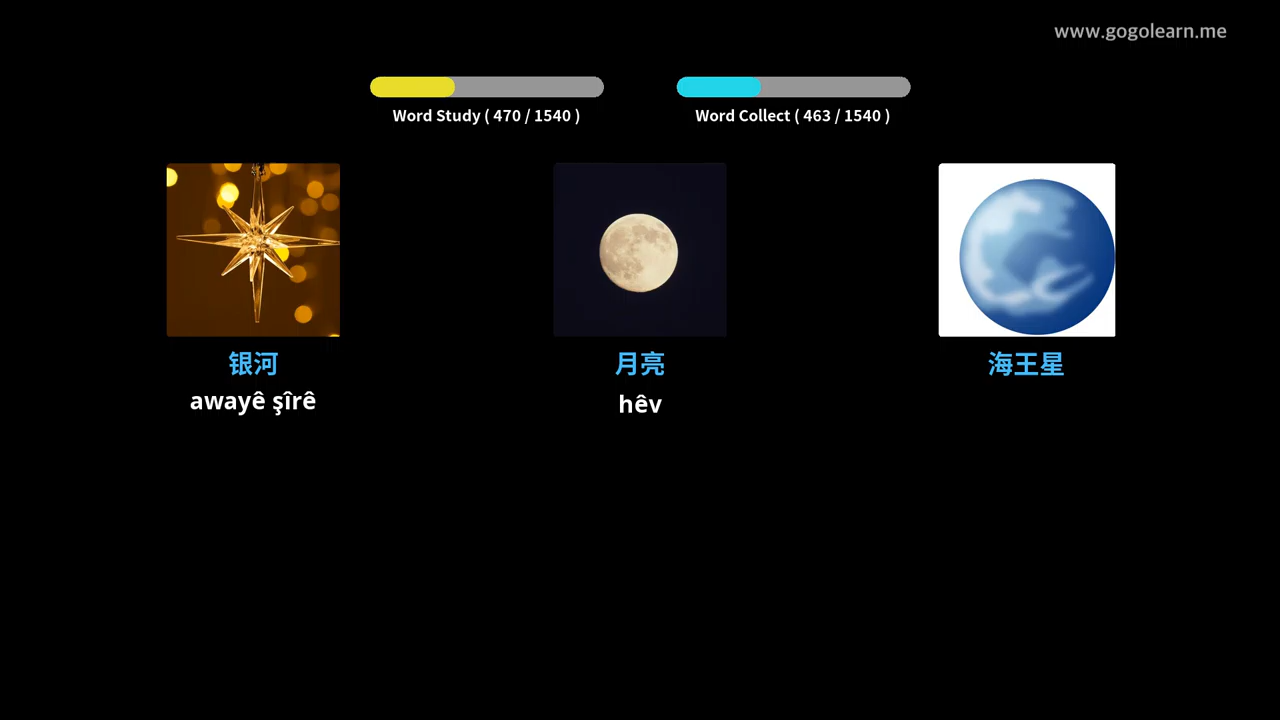 www.gogolearn.me
Word Study ( 470 / 1540 )
Word Collect ( 463 / 1540 )
银河
月亮
海王星
awayê şîrê
hêv